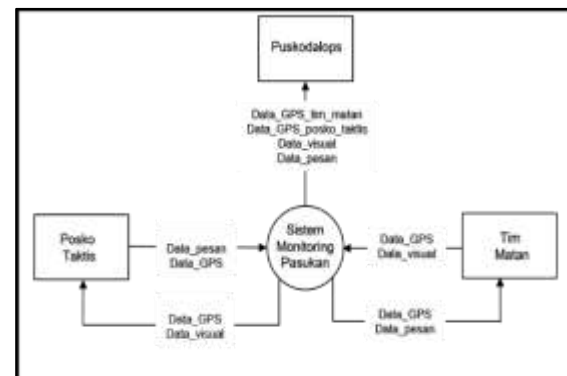 Puskodalops
Data_GPS_tim_matan
Data_GPS_posko_taktis
Data_visual
Data_pesan
Posko
Taktis
Data_pesan
Data_GPS
Sistem
Monitoring
Pasukan
Data_GPS
Data_visual
Tim
Matan
Data_GPS
Data_visual
Data_GPS
Data_pesan